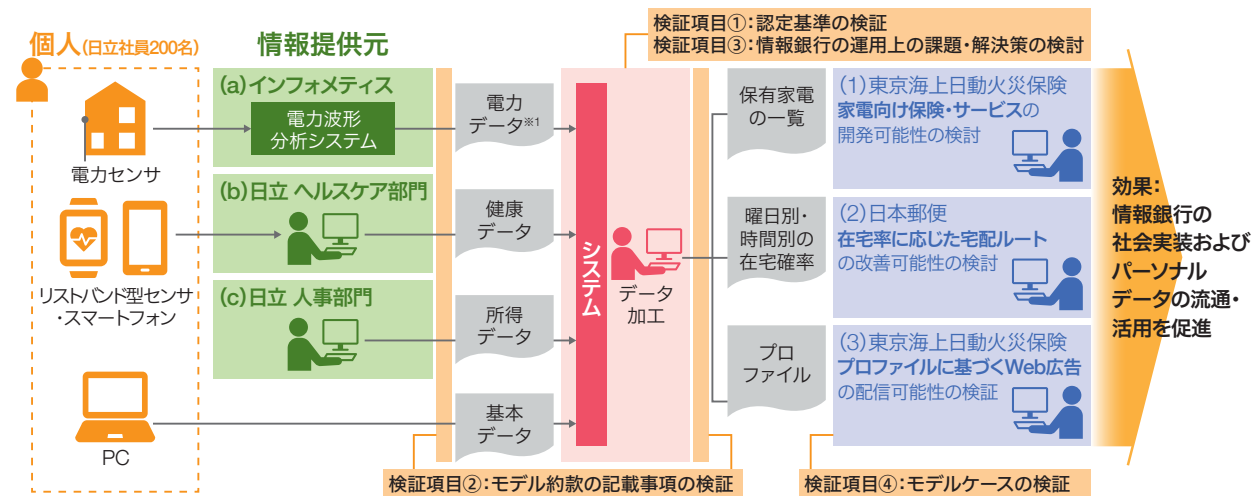 検証項目①:認定基準の検証
検証項目③:情報銀行の運用上の課題・解決策の検討
個人(日立社員200名)
電力センサ
リストバンド型センサ
・スマートフォン
PC
情報提供元
(a)インフォメティス
電力波形
分析システム
(b)日立 ヘルスケア部門
(c)日立 人事部門
電力
データ※1
健康
データ
所得
データ
基本
データ
システム
データ
加工
保有家電
の一覧
曜日別・
時間別の
在宅確率
プロ
ファイル
(1)東京海上日動火災保険
家電向け保険・サービスの
開発可能性の検討
(2)日本郵便
在宅率に応じた宅配ルート
の改善可能性の検討
(3)東京海上日動火災保険
プロファイルに基づくWeb広告
の配信可能性の検証
効果:
情報銀行の
社会実装および
パーソナル
データの流通・
活用を促進
検証項目②:モデル約款の記載事項の検証
検証項目④:モデルケースの検証